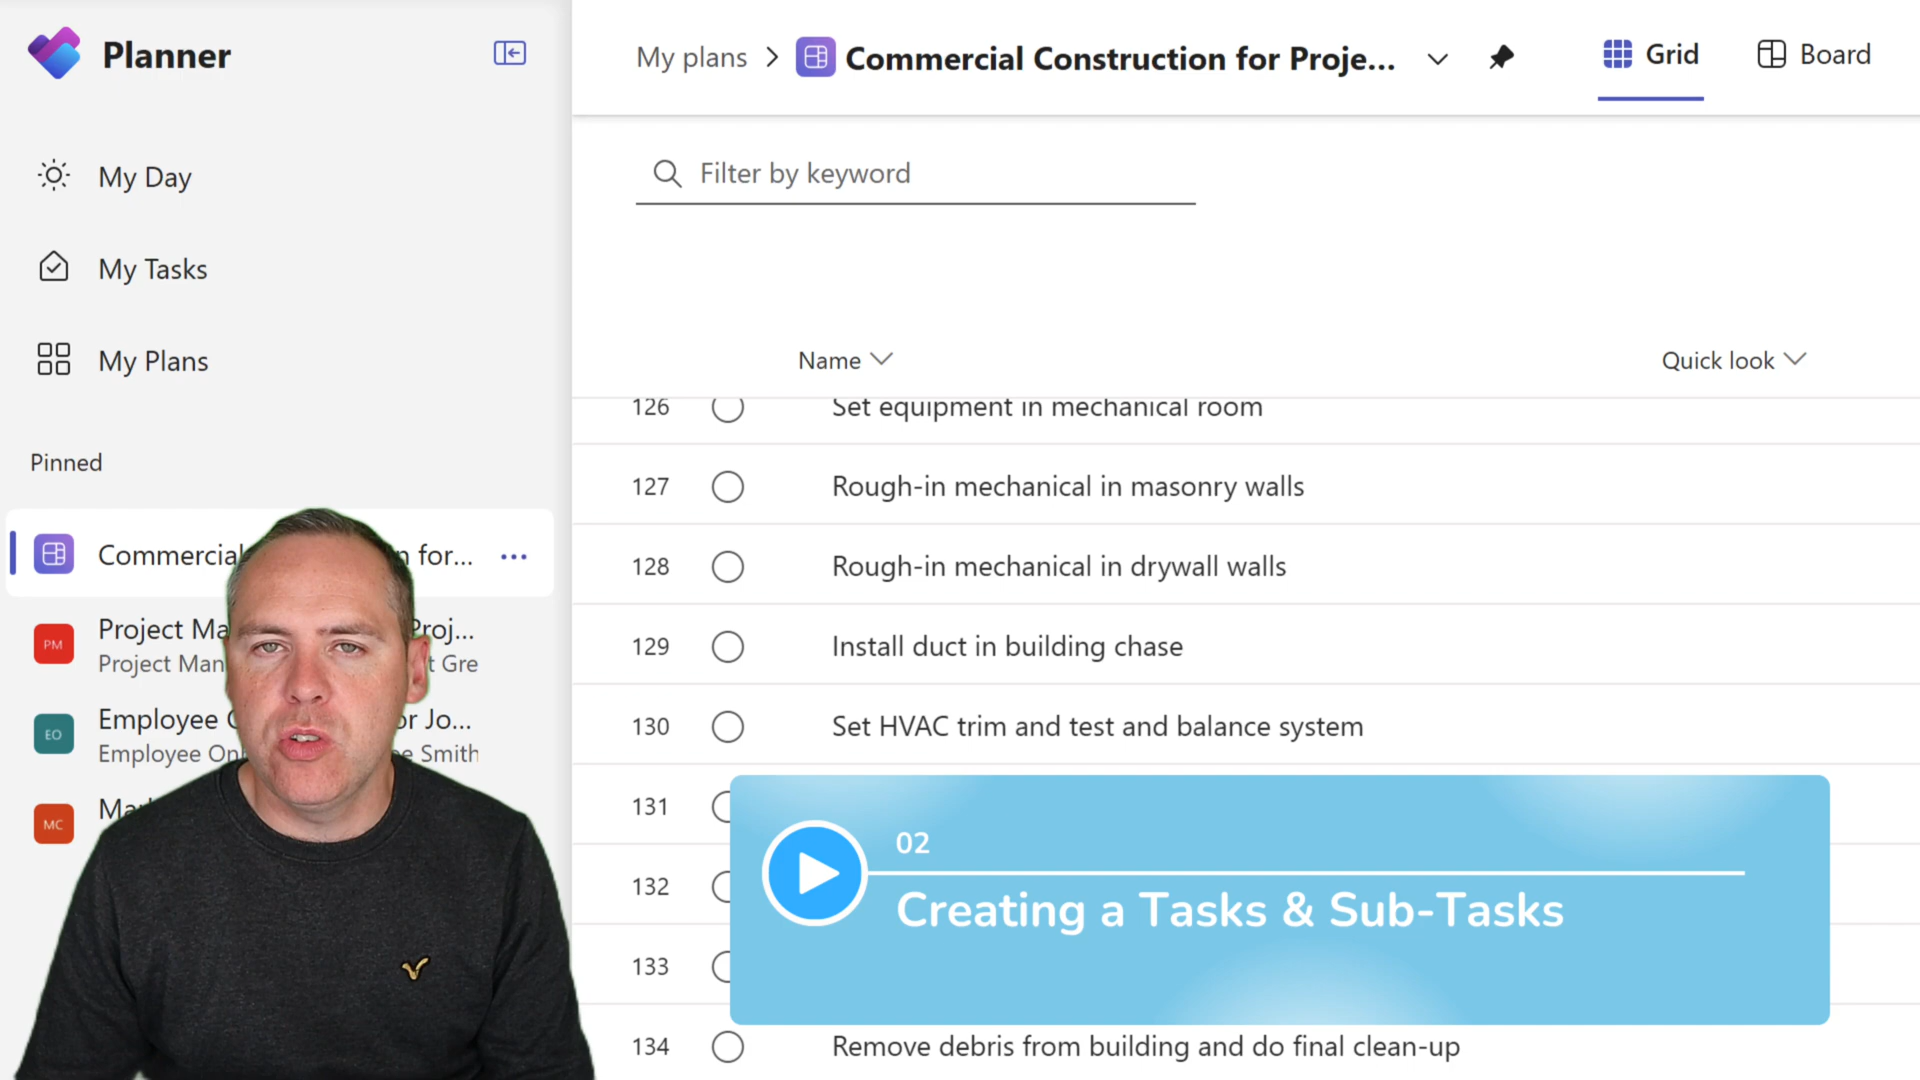 Planner
My Day
My Tasks
My Plans
Pinned
Commercial n for...
PM
Project Ma Proj...
Project Man t Gre
EO
Employee or Jo...
Employee On e Smith
MC
My plans > Commercial Construction for Proje...
Grid
Board
Filter by keyword
Name
Quick look
126 Set equipment in mechanical room
127 Rough-in mechanical in masonry walls
128 Rough-in mechanical in drywall walls
129 Install duct in building chase
130 Set HVAC trim and test and balance system
131
132
133
02
Creating a Tasks & Sub-Tasks
134 Remove debris from building and do final clean-up